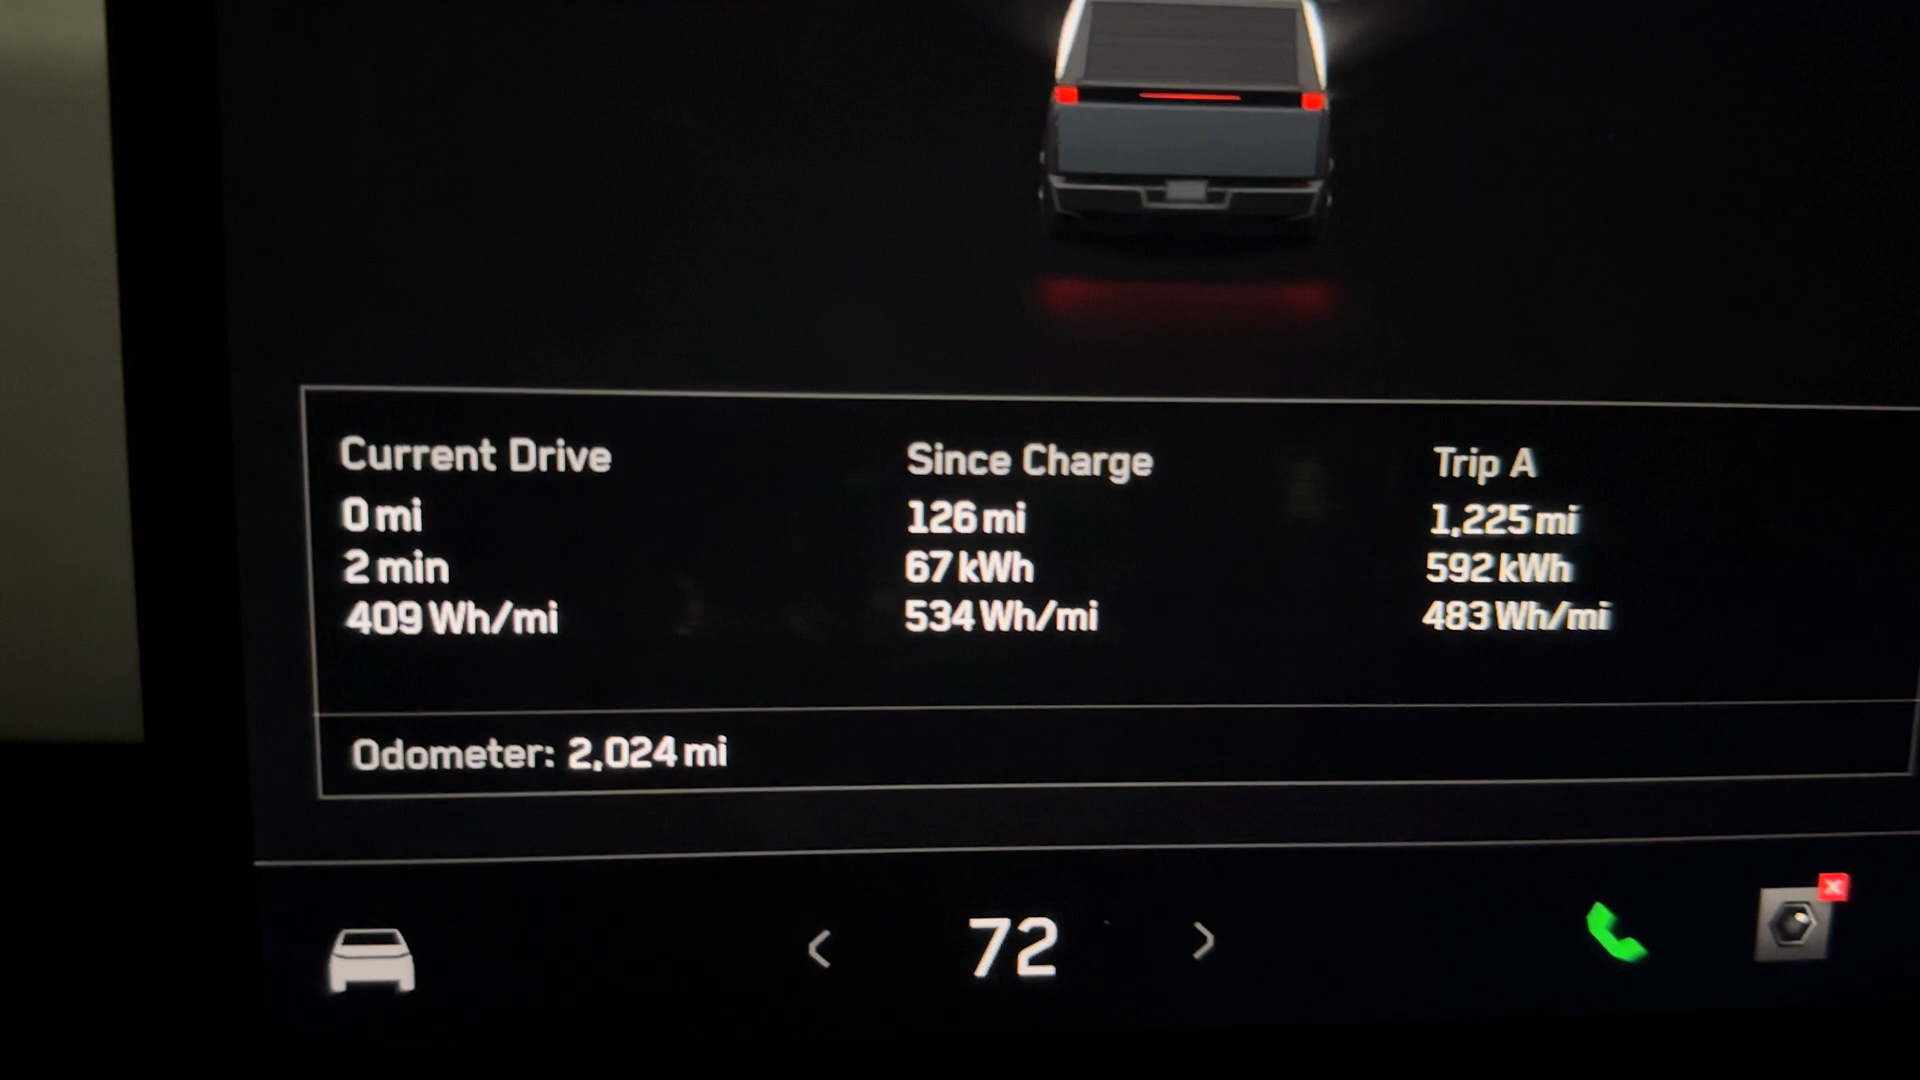 Current Drive
0 mi
2 min
409 Wh/mi
Since Charge
126 mi
67 kWh
534 Wh/mi
Trip A
1,225 mi
592 kWh
483 Wh/mi
Odometer: 2,024 mi
72